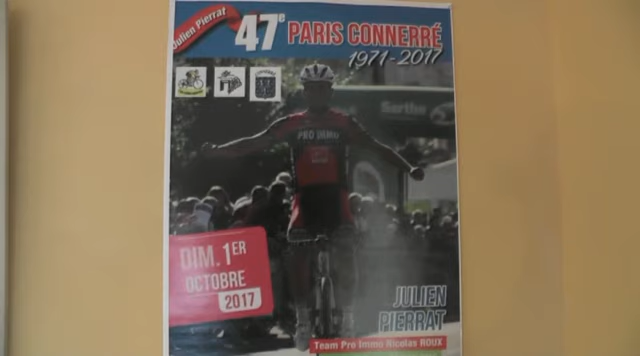 Julien Pierrat
47e PARIS CONNERRÉ
1971-2017
Sarthe
PRO IMMO
DIM. 1ER
OCTOBRE
2017
JULIEN
PIERRAT
Team Pro Immo Nicolas ROUX